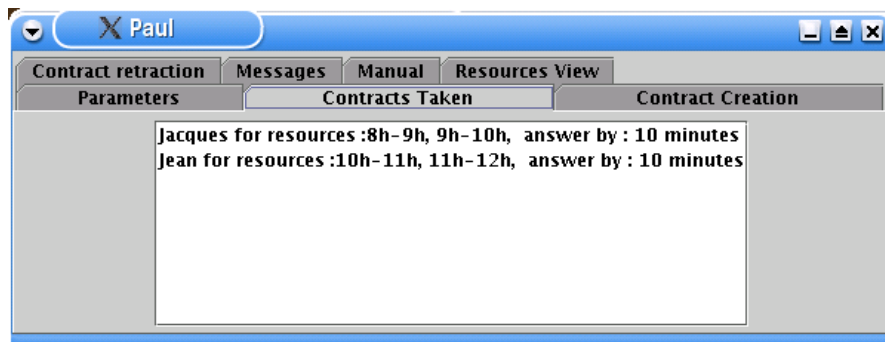 Paul
Contract retraction Messages Manual Resources View
Parameters Contracts Taken Contract Creation
Jacques for resources :8h-9h, 9h-10h, answer by : 10 minutes
Jean for resources :10h-11h, 11h-12h, answer by : 10 minutes